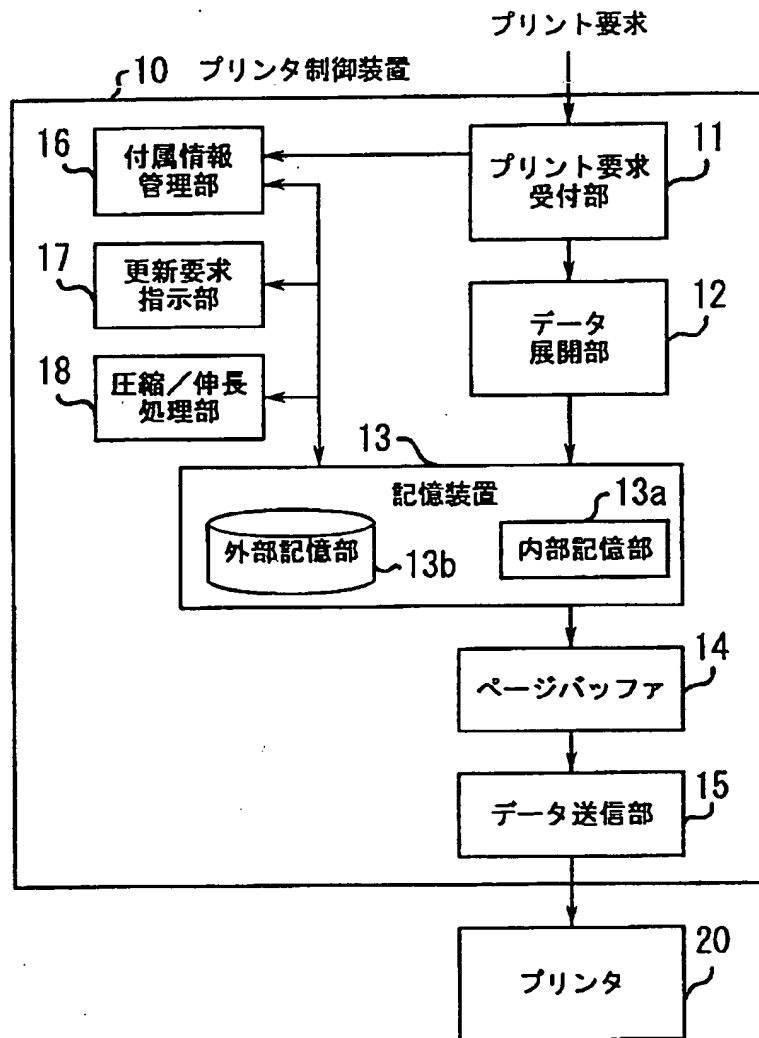 プリント要求
10 プリンタ制御装置
16
付属情報
管理部
プリント要求
受付部
11
17
更新要求
指示部
データ
展開部
12
18
圧縮/伸長
処理部
13
記憶装置
外部記憶部
13b
13a
内部記憶部
ページバッファ
14
データ送信部
15
プリンタ
20